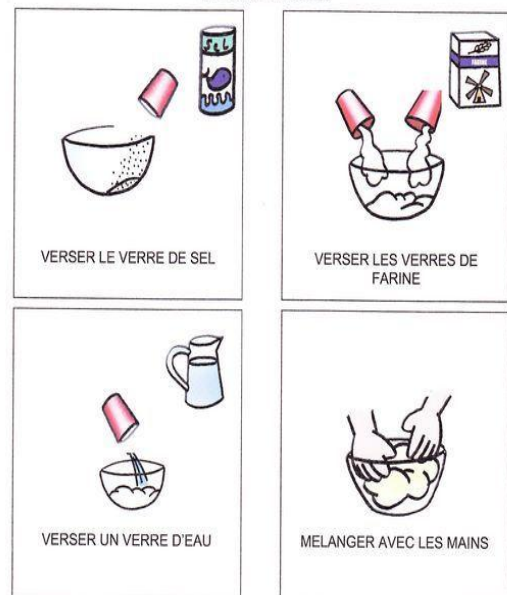 SEL
VERSER LE VERRE DE SEL
FARINE
VERSER LES VERRES DE
FARINE
VERSER UN VERRE D'EAU
MELANGER AVEC LES MAINS